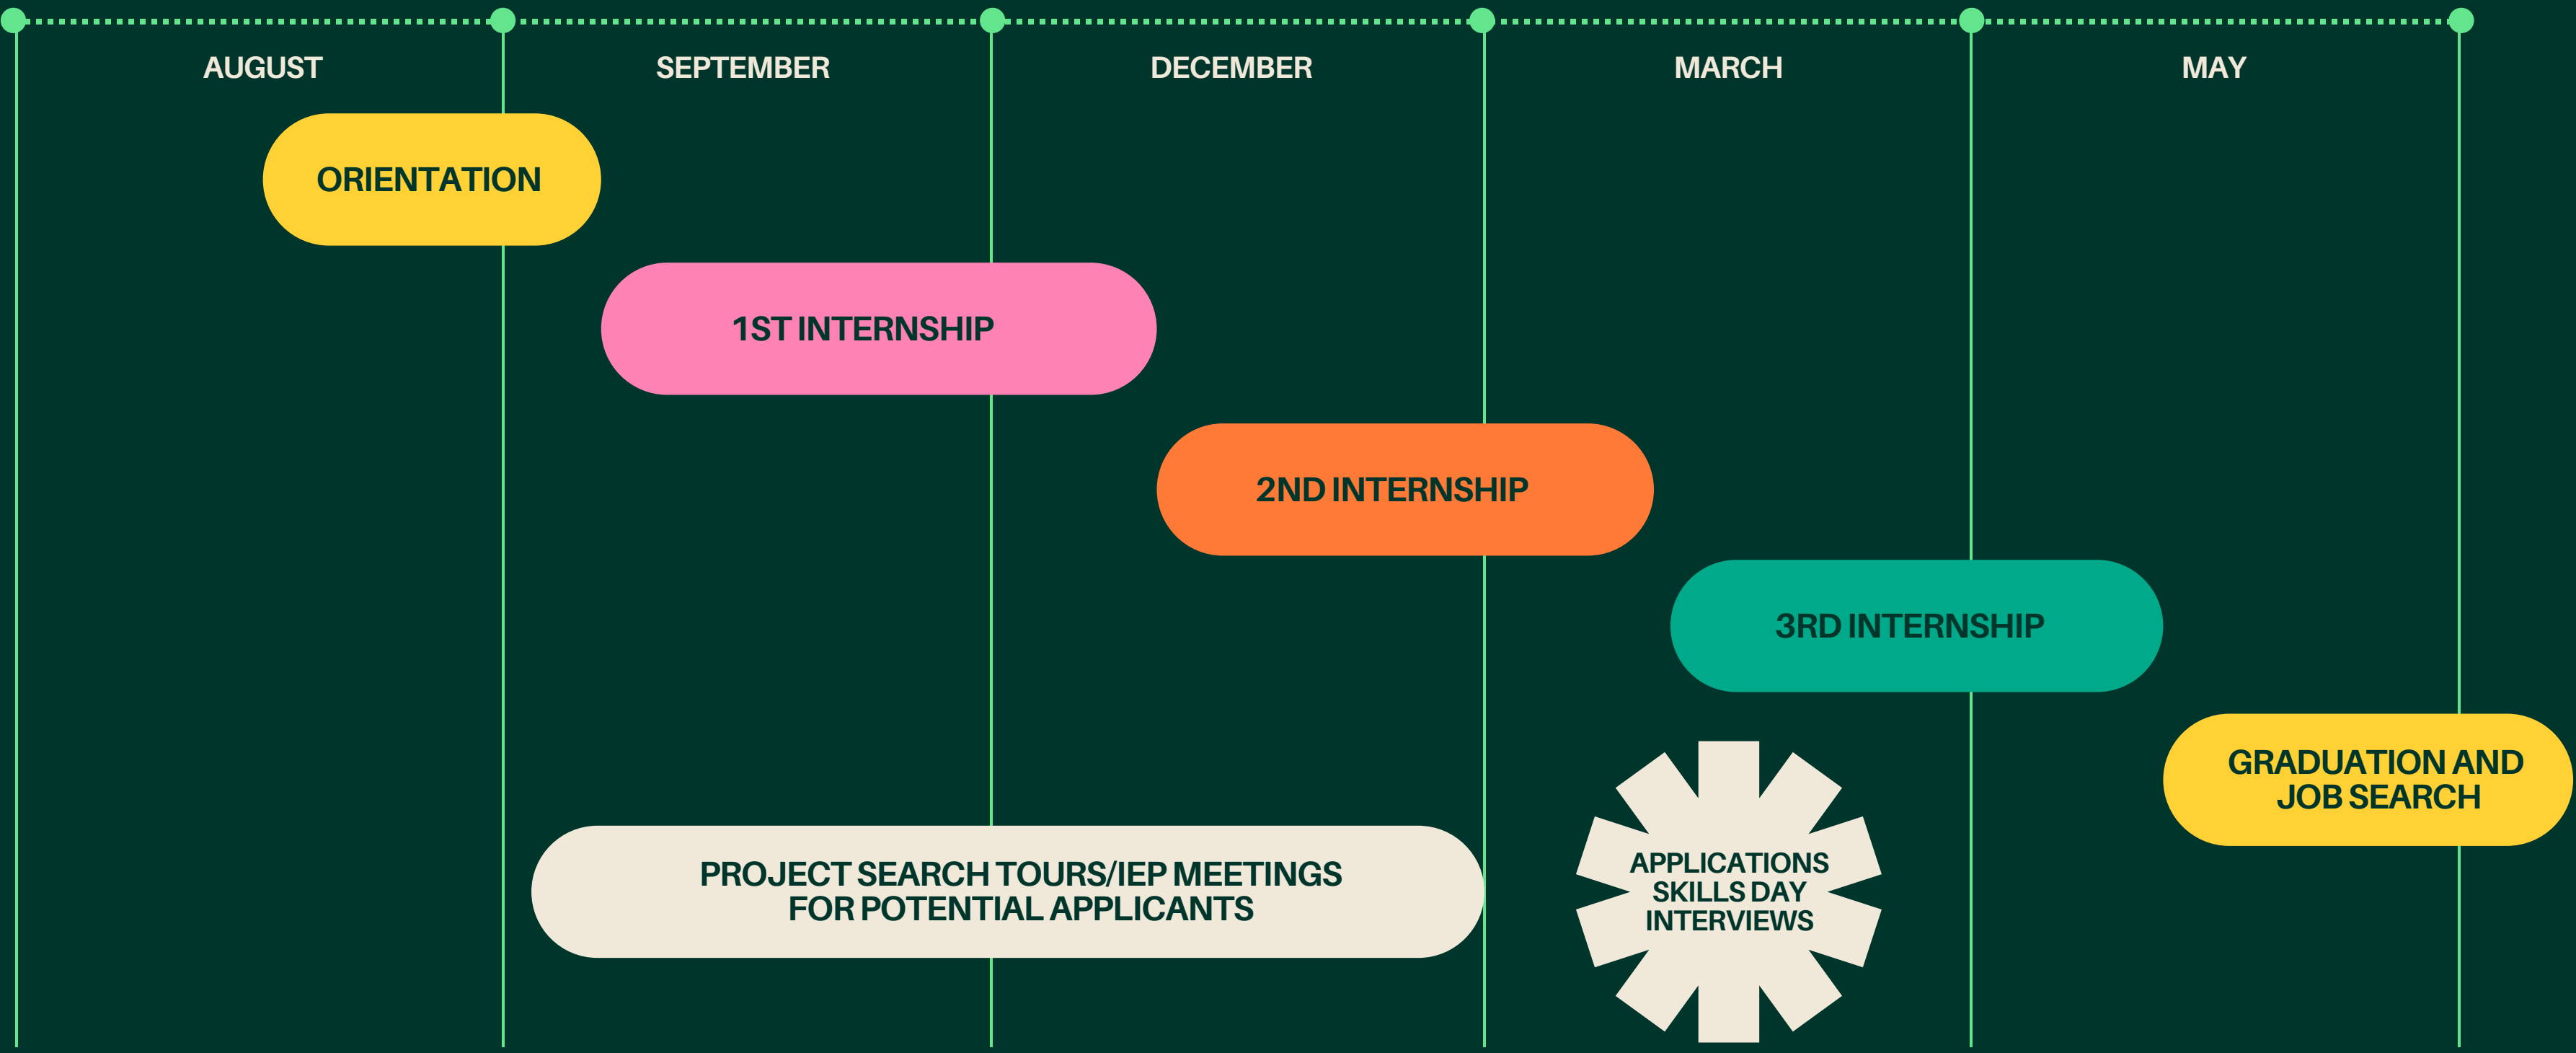 AUGUST
SEPTEMBER
DECEMBER
MARCH
MAY
ORIENTATION
1ST INTERNSHIP
2ND INTERNSHIP
3RD INTERNSHIP
GRADUATION AND
JOB SEARCH
PROJECT SEARCH TOURS/IEP MEETINGS
FOR POTENTIAL APPLICANTS
APPLICATIONS
SKILLS DAY
INTERVIEWS